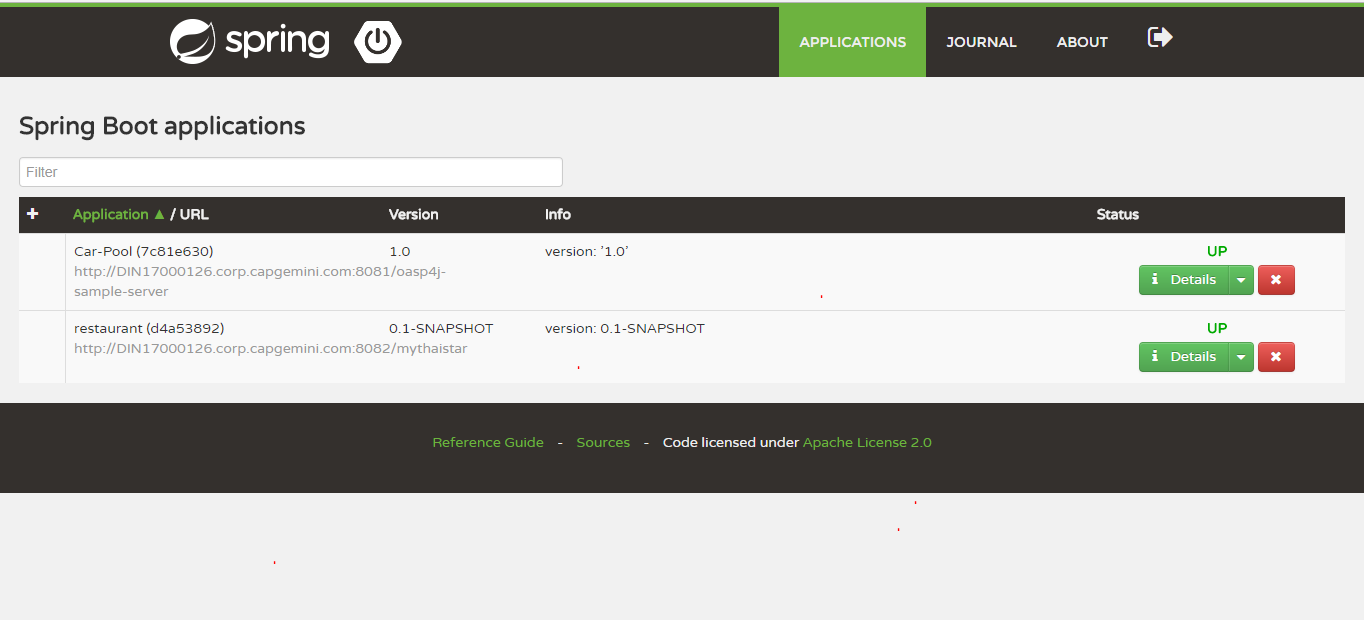 spring APPLICATIONS JOURNAL ABOUT
Spring Boot applications
Filter
Application ▲ / URL Version Info Status
Car-Pool (7c81e630) 1.0 version: '1.0' UP
http://DIN17000126.corp.capgemini.com:8081/oasp4j-
sample-server
Details
restaurant (d4a53892) 0.1-SNAPSHOT version: 0.1-SNAPSHOT UP
http://DIN17000126.corp.capgemini.com:8082/mythaistar
Details
Reference Guide - Sources - Code licensed under Apache License 2.0